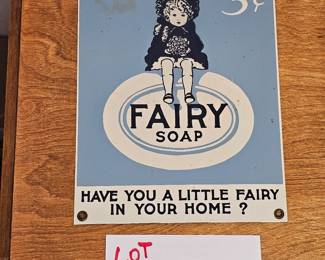 5¢
FAIRY
SOAP
HAVE YOU A LITTLE FAIRY
IN YOUR HOME ?
LOT